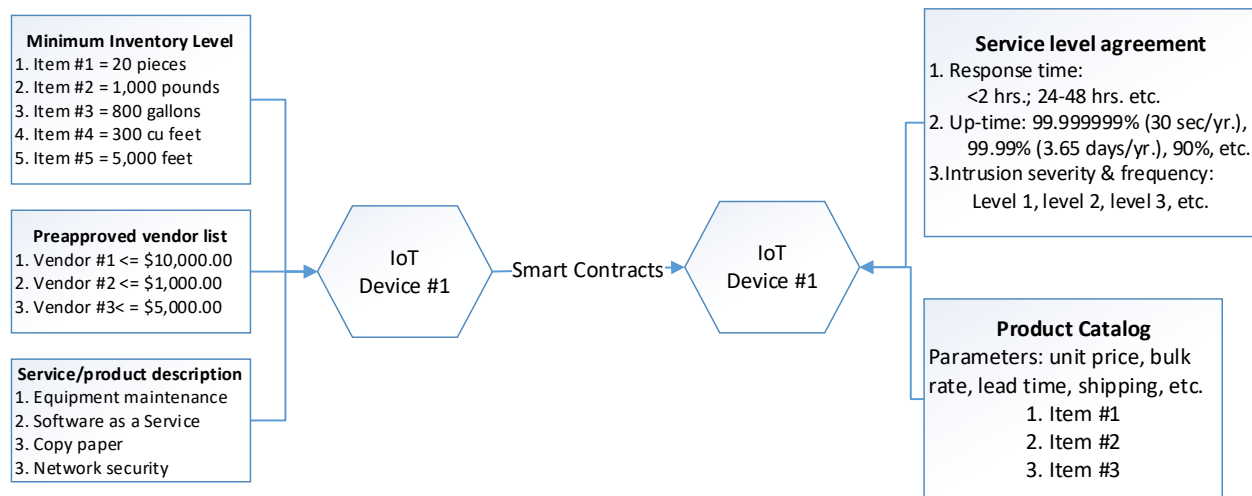 Minimum Inventory Level
1. Item #1 = 20 pieces
2. Item #2 = 1,000 pounds
3. Item #3 = 800 gallons
4. Item #4 = 300 cu feet
5. Item #5 = 5,000 feet
Preapproved vendor list
1. Vendor #1 <= $10,000.00
2. Vendor #2 <= $1,000.00
3. Vendor #3< = $5,000.00
Service/product description
1. Equipment maintenance
2. Software as a Service
3. Copy paper
3. Network security
IoT
Device #1
Smart Contracts
IoT
Device #1
Service level agreement
1. Response time:
<2 hrs.; 24-48 hrs. etc.
2. Up-time: 99.999999% (30 sec/yr.),
99.99% (3.65 days/yr.), 90%, etc.
3.Intrusion severity & frequency:
Level 1, level 2, level 3, etc.
Product Catalog
Parameters: unit price, bulk
rate, lead time, shipping, etc.
1. Item #1
2. Item #2
3. Item #3